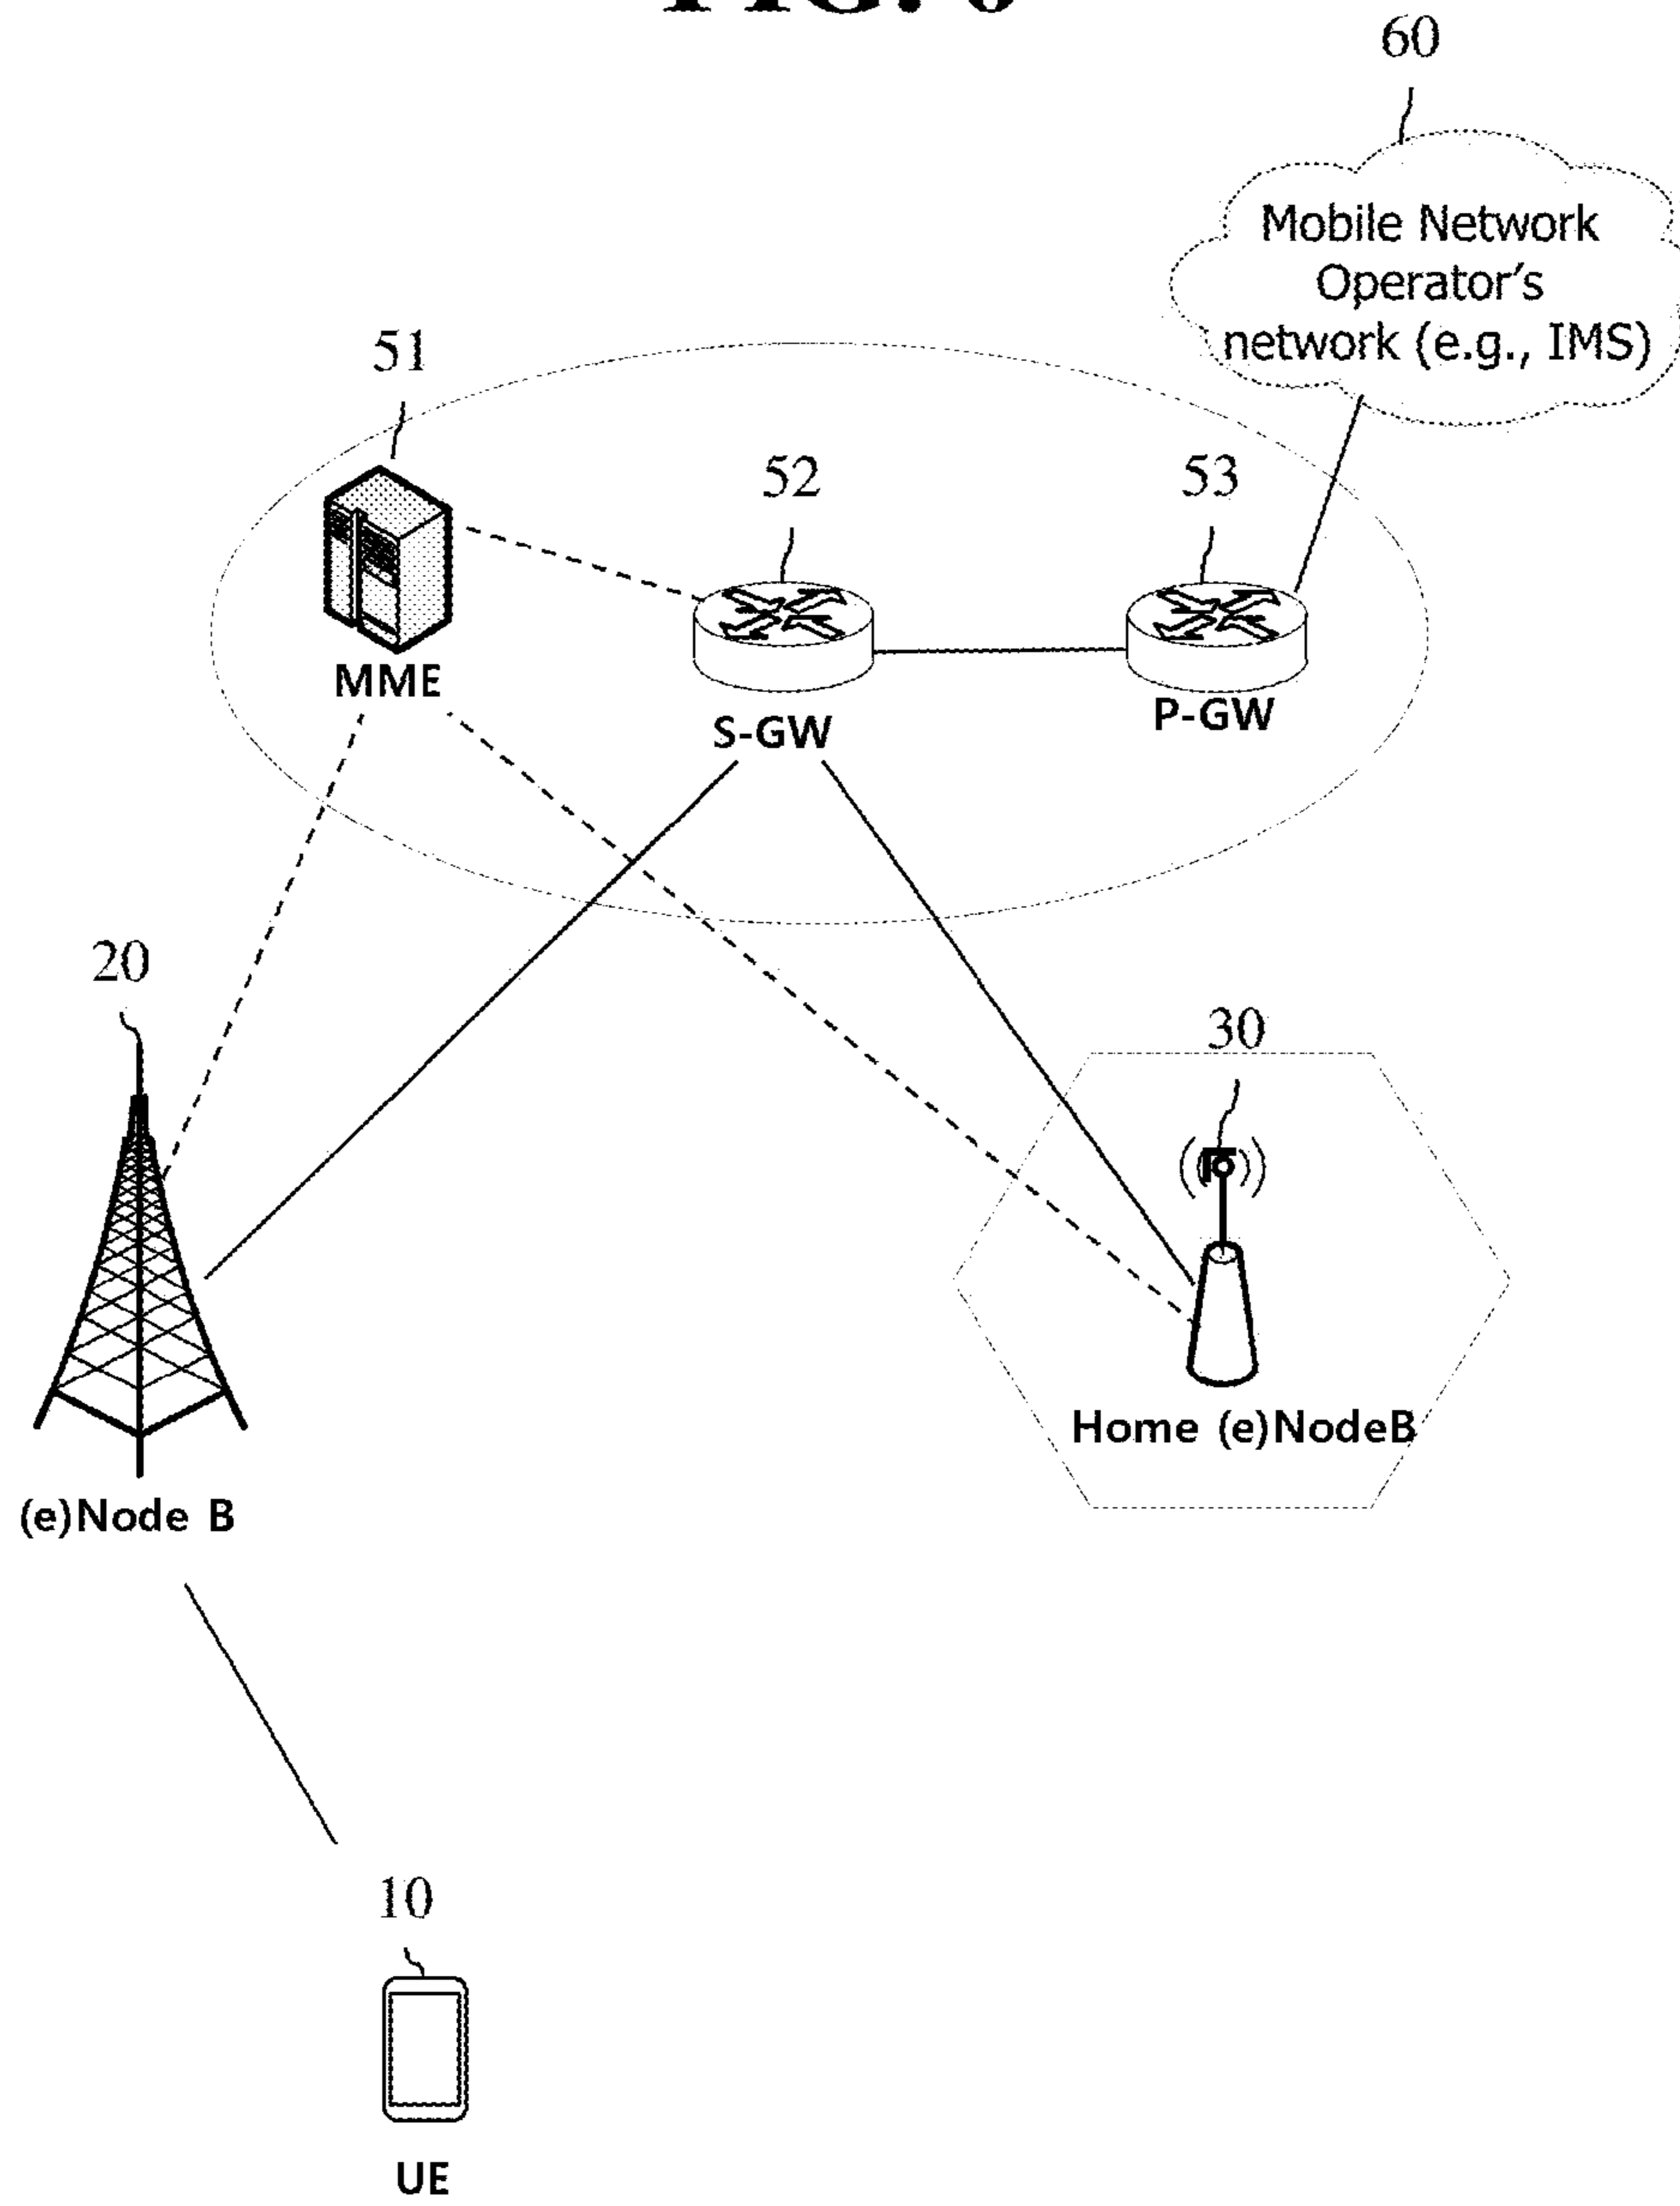 60
Mobile Network
Operator's
network (e.g., IMS)
51
52
53
MME
S-GW
P-GW
20
30
Home (e)NodeB
(e)Node B
10
UE